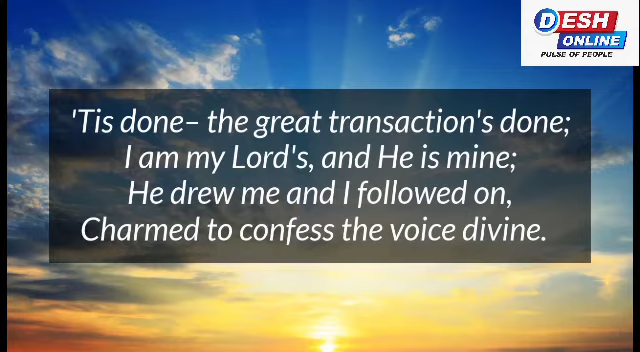 DESH
ONLINE
PULSE OF PEOPLE
'Tis done– the great transaction's done;
I am my Lord's, and He is mine;
He drew me and I followed on,
Charmed to confess the voice divine.